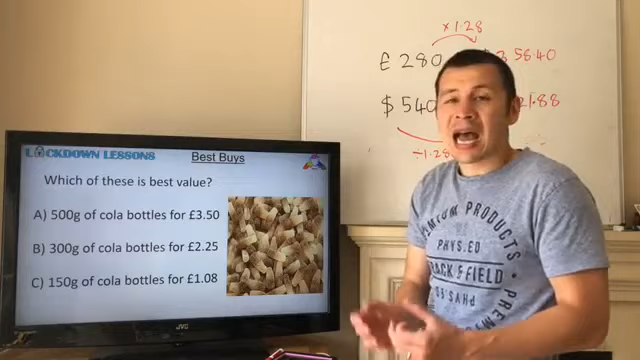 ×1.28
£ 280
358.40
$ 540
21.88
÷1.28
LOCKDOWN LESSONS
Best Buys
Which of these is best value?
A) 500g of cola bottles for £3.50
B) 300g of cola bottles for £2.25
C) 150g of cola bottles for £1.08
JVC
PREMIUM PRODUCTS
PHYS.ED
TRACK & FIELD
PREMI